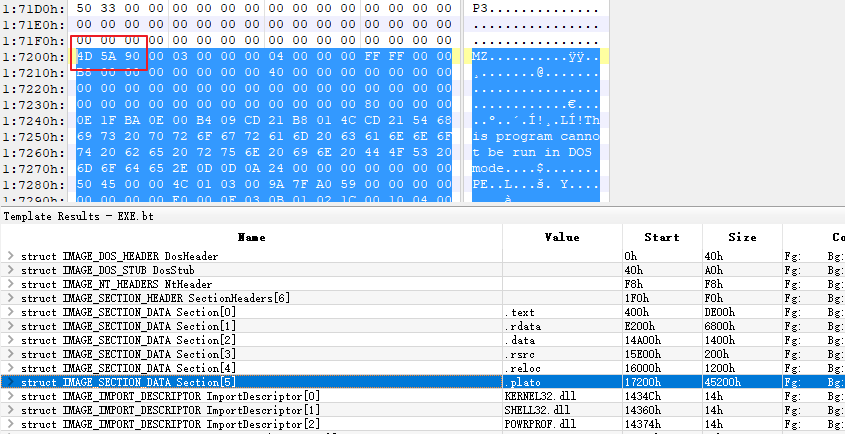 1:71D0h: 50 33 00 00 00 00 00 00 00 00 00 00 00 00 00 00 P3..............
1:71E0h: 00 00 00 00 00 00 00 00 00 00 00 00 00 00 00 00 ................
1:71F0h: 00 00 00 00 00 00 00 00 00 00 00 00 00 00 00 00 ................
1:7200h: 4D 5A 90 00 03 00 00 00 04 00 00 00 FF FF 00 00 MZ..........ÿÿ..
1:7210h: B8 00 00 00 00 00 00 00 40 00 00 00 00 00 00 00 ¸.......@.......
1:7220h: 00 00 00 00 00 00 00 00 00 00 00 00 00 00 00 00 ................
1:7230h: 00 00 00 00 00 00 00 00 00 00 00 00 80 00 00 00 ............€...
1:7240h: 0E 1F BA 0E 00 B4 09 CD 21 B8 01 4C CD 21 54 68 ..º..´.Í!¸.LÍ!Th
1:7250h: 69 73 20 70 72 6F 67 72 61 6D 20 63 61 6E 6E 6F is program canno
1:7260h: 74 20 62 65 20 72 75 6E 20 69 6E 20 44 4F 53 20 t be run in DOS
1:7270h: 6D 6F 64 65 2E 0D 0D 0A 24 00 00 00 00 00 00 00 mode....$.......
1:7280h: 50 45 00 00 4C 01 03 00 9A 7F A0 59 00 00 00 00 PE..L...š. Y....
1:7290h: 00 00 00 00 E0 00 0F 03 0B 01 02 1C 00 10 04 00 ....à...........
Template Results - EXE.bt
Name Value Start Size Co
struct IMAGE_DOS_HEADER DosHeader 0h 40h Fg: Bg:
struct IMAGE_DOS_STUB DosStub 40h A0h Fg: Bg:
struct IMAGE_NT_HEADERS NtHeader F8h F8h Fg: Bg:
struct IMAGE_SECTION_HEADER SectionHeaders[6] 1F0h F0h Fg: Bg:
struct IMAGE_SECTION_DATA Section[0] .text 400h DE00h Fg: Bg:
struct IMAGE_SECTION_DATA Section[1] .rdata E200h 6800h Fg: Bg:
struct IMAGE_SECTION_DATA Section[2] .data 14A00h 1400h Fg: Bg:
struct IMAGE_SECTION_DATA Section[3] .rsrc 15E00h 200h Fg: Bg:
struct IMAGE_SECTION_DATA Section[4] .reloc 16000h 1200h Fg: Bg:
struct IMAGE_SECTION_DATA Section[5] .plato 17200h 45200h Fg: Bg:
struct IMAGE_IMPORT_DESCRIPTOR ImportDescriptor[0] KERNEL32.dll 1434Ch 14h Fg: Bg:
struct IMAGE_IMPORT_DESCRIPTOR ImportDescriptor[1] SHELL32.dll 14360h 14h Fg: Bg:
struct IMAGE_IMPORT_DESCRIPTOR ImportDescriptor[2] POWRPROF.dll 14374h 14h Fg: Bg: